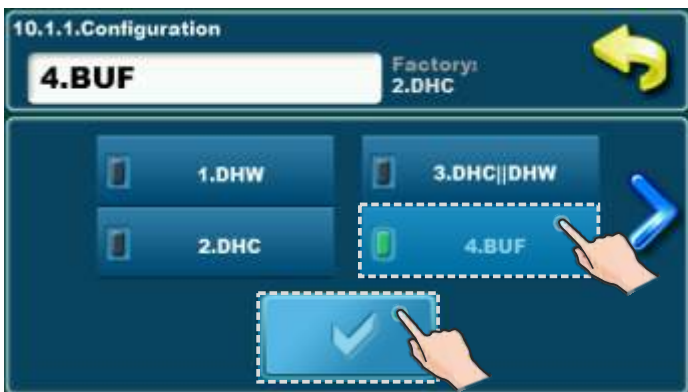 10.1.1.Configuration
4.BUF
Factory:
2.DHC
1.DHW
3.DHC||DHW
2.DHC
4.BUF